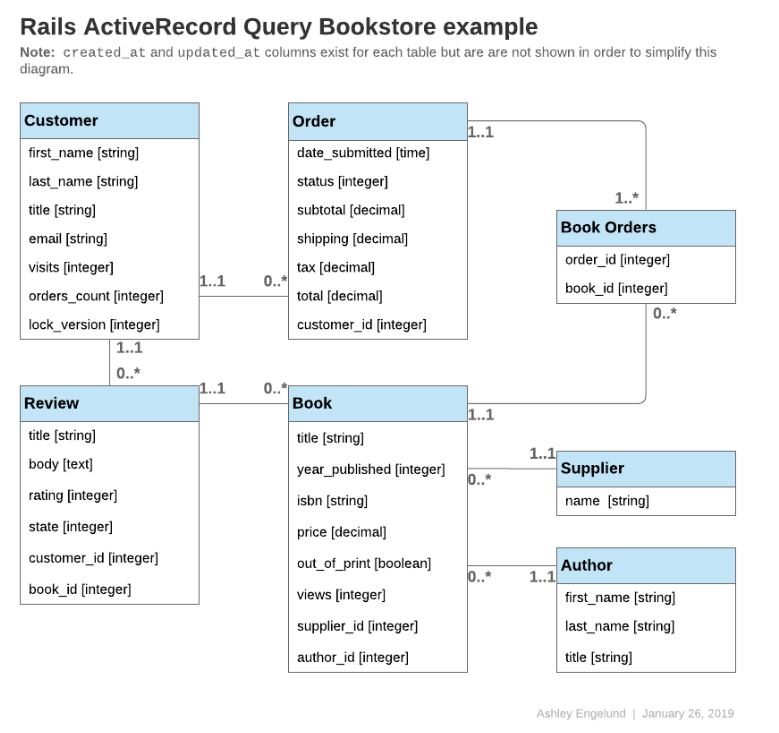 Rails ActiveRecord Query Bookstore example
Note: created_at and updated_at columns exist for each table but are are not shown in order to simplify this
diagram.
Customer
first_name [string]
last_name [string]
title [string]
email [string]
visits [integer]
orders_count [integer]
lock_version [integer]
1..1
0..*
Order
date_submitted [time]
status [integer]
subtotal [decimal]
shipping [decimal]
tax [decimal]
total [decimal]
customer_id [integer]
1..1
1..*
Book Orders
order_id [integer]
book_id [integer]
0..*
1..1
0..*
Review
title [string]
body [text]
rating [integer]
state [integer]
customer_id [integer]
book_id [integer]
1..1
0..*
Book
title [string]
year_published [integer]
isbn [string]
price [decimal]
out_of_print [boolean]
views [integer]
supplier_id [integer]
author_id [integer]
1..1
1..1
0..*
Supplier
name [string]
0..*
1..1
Author
first_name [string]
last_name [string]
title [string]
Ashley Engelund | January 26, 2019